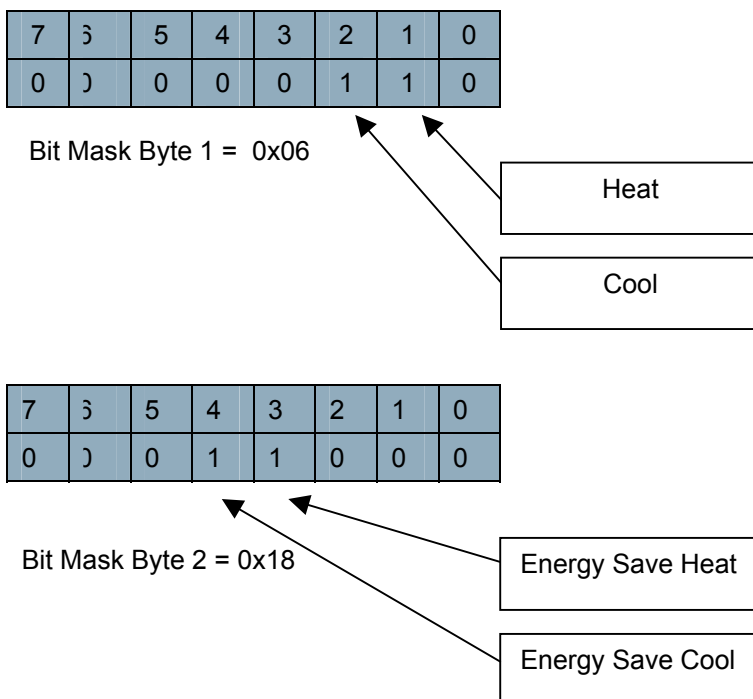 7 5 4 3 2 1 0
0 0 0 0 1 1 0
Bit Mask Byte 1 = 0x06
Heat
Cool
7 5 4 3 2 1 0
0 0 1 1 0 0 0
Bit Mask Byte 2 = 0x18
Energy Save Heat
Energy Save Cool